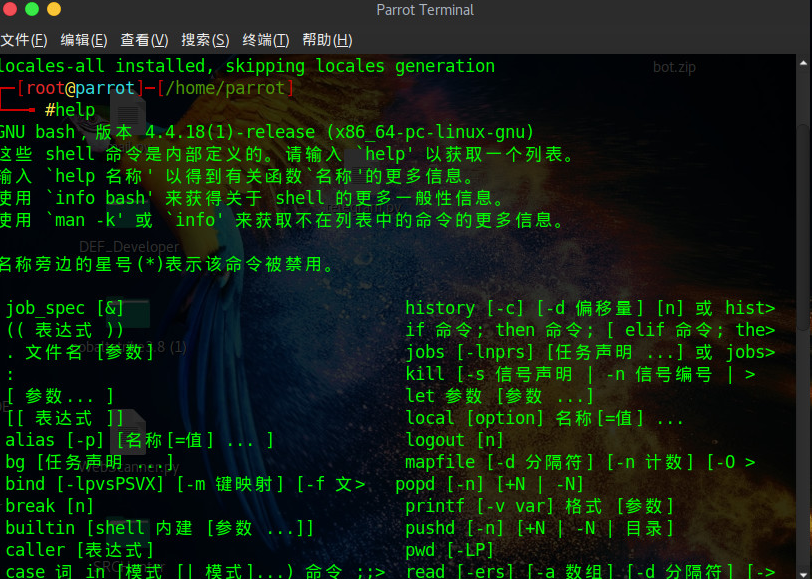 Parrot Terminal
文件(F) 编辑(E) 查看(V) 搜索(S) 终端(T) 帮助(H)
locales-all installed, skipping locales generation
bot.zip
[root@parrot]─[/home/parrot]
#help
GNU bash，版本 4.4.18(1)-release (x86_64-pc-linux-gnu)
这些 shell 命令是内部定义的。请输入 `help' 以获取一个列表。
输入 `help 名称' 以得到有关函数`名称'的更多信息。
使用 `info bash' 来获得关于 shell 的更多一般性信息。
使用 `man -k' 或 `info' 来获取不在列表中的命令的更多信息。
DEF_Developer
名称旁边的星号(*)表示该命令被禁用。
job_spec [&] history [-c] [-d 偏移量] [n] 或 hist>
(( 表达式 )) if 命令; then 命令; [ elif 命令; the>
. 文件名 [参数] jobs [-lnprs] [任务声明 ...] 或 jobs>
: kill [-s 信号声明 | -n 信号编号 | >
[ 参数... ] let 参数 [参数 ...]
[[ 表达式 ]] local [option] 名称[=值] ...
alias [-p] [名称[=值] ... ] logout [n]
bg [任务声明 ...] mapfile [-d 分隔符] [-n 计数] [-O >
bind [-lpvsPSVX] [-m 键映射] [-f 文> popd [-n] [+N | -N]
break [n] printf [-v var] 格式 [参数]
builtin [shell 内建 [参数 ...]] pushd [-n] [+N | -N | 目录]
caller [表达式] pwd [-LP]
case 词 in [模式 [| 模式]...) 命令 ;;> read [-ers] [-a 数组] [-d 分隔符] [->